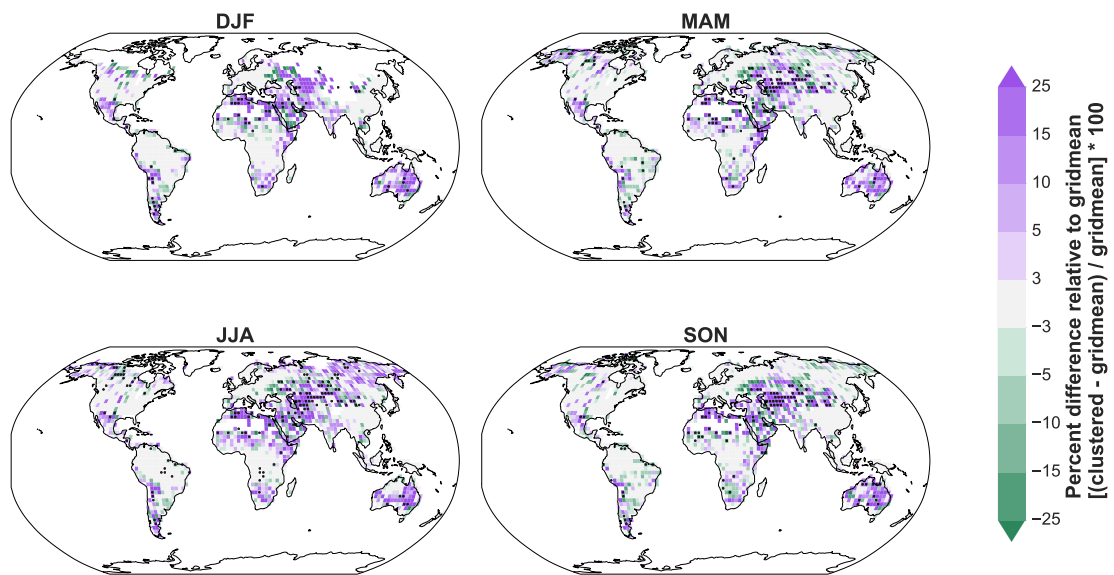 DJF
MAM
JJA
SON
25
15
10
5
3
−3
−5
−10
−15
−25
Percent difference relative to gridmean
[(clustered - gridmean) / gridmean] * 100